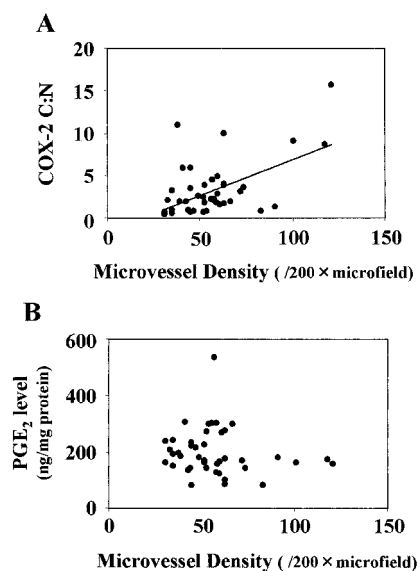 A
COX-2 C:N
20
15
10
5
0
0 50 100 150
Microvessel Density ( /200 × microfield)
B
PGE2 level
(ng/mg protein)
600
400
200
0
0 50 100 150
Microvessel Density ( /200 × microfield)